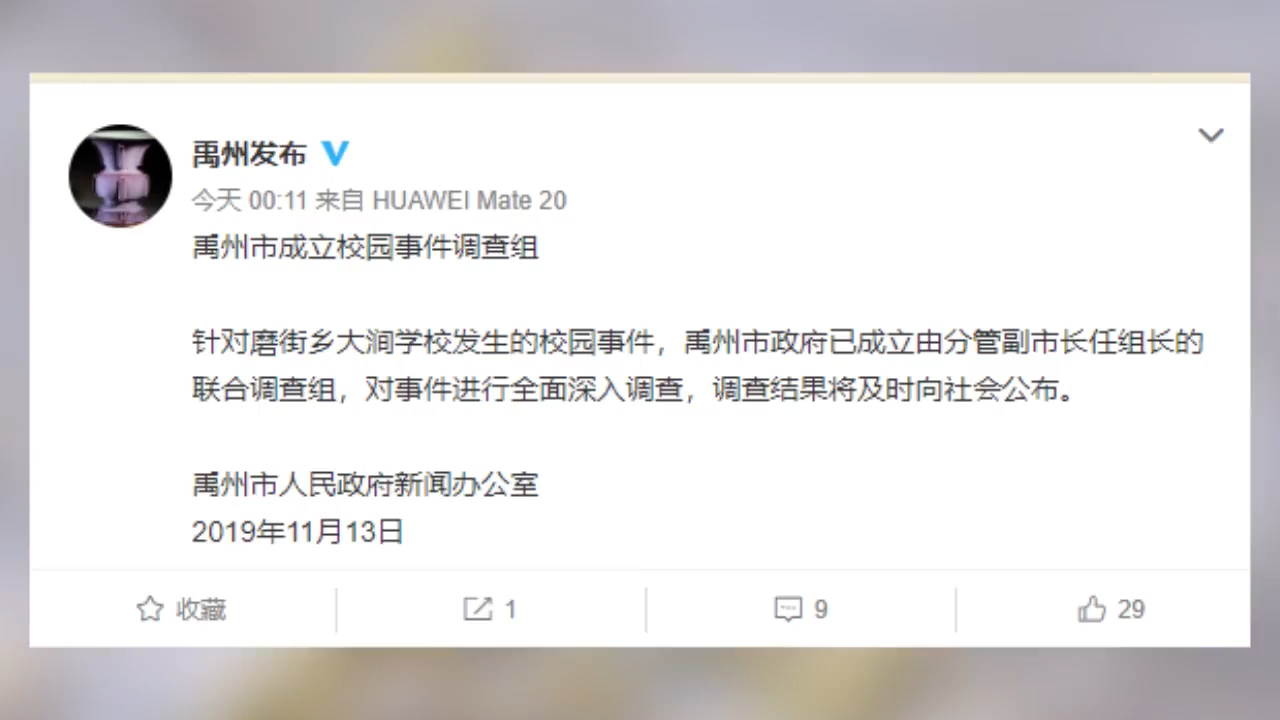 禹州发布
今天 00:11 来自 HUAWEI Mate 20
禹州市成立校园事件调查组
针对磨街乡大涧学校发生的校园事件，禹州市政府已成立由分管副市长任组长的
联合调查组，对事件进行全面深入调查，调查结果将及时向社会公布。
禹州市人民政府新闻办公室
2019年11月13日
收藏 1 9 29